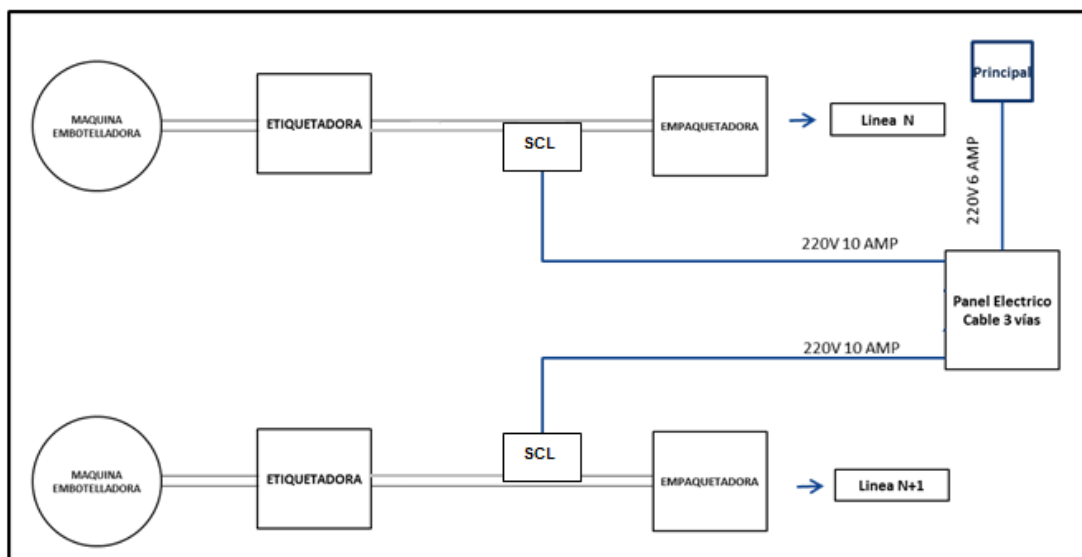 Principal
MAQUINA
EMBOTELLADORA
ETIQUETADORA
SCL
EMPAQUETADORA
Linea N
220V 6 AMP
220V 10 AMP
Panel Electrico
Cable 3 vías
220V 10 AMP
MAQUINA
EMBOTELLADORA
ETIQUETADORA
SCL
EMPAQUETADORA
Linea N+1